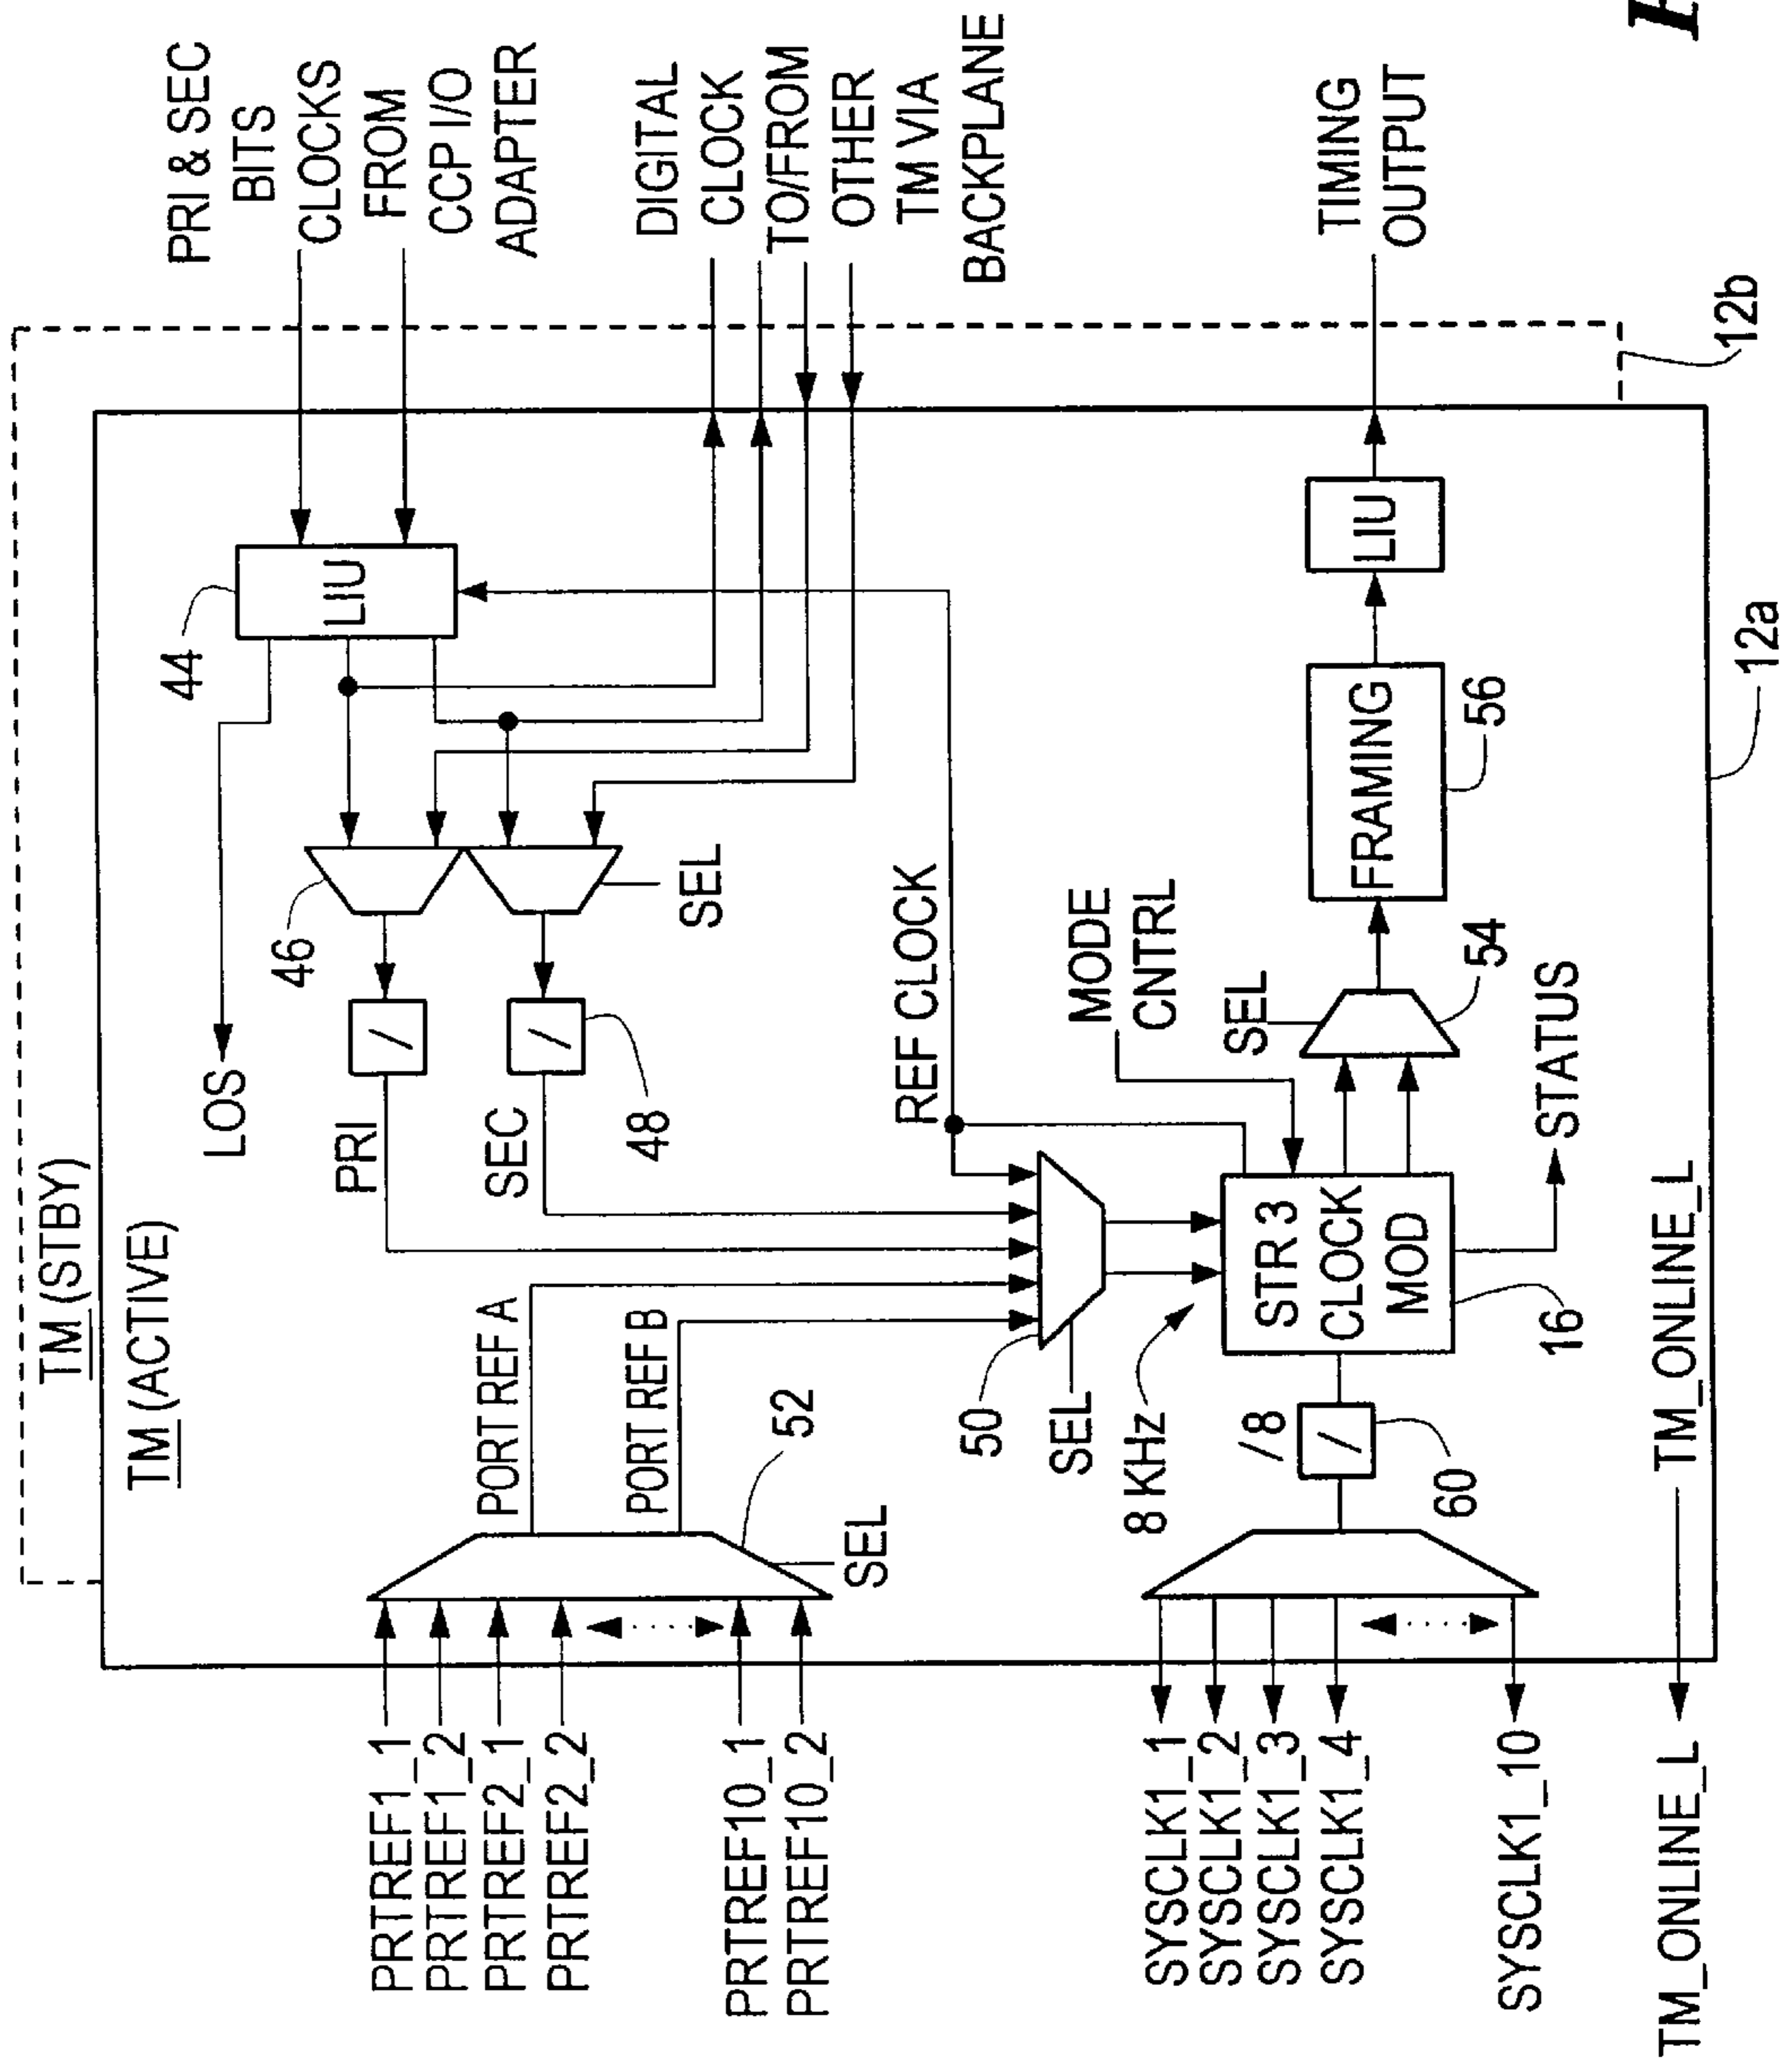 TM (STBY)
TM (ACTIVE)
PRI & SEC
BITS
CLOCKS
FROM
CCP I/O
ADAPTER
DIGITAL
CLOCK
TO/FROM
OTHER
TM VIA
BACKPLANE
TIMING
OUTPUT
12b
12a
44
LIU
LOS
46
SEL
/
/
48
PRI
SEC
REF CLOCK
MODE
CNTRL
PORT REF A
PORT REF B
52
SEL
50
SEL
8 KHz
STR 3
CLOCK
MOD
16
STATUS
SEL
54
FRAMING
56
LIU
/8
/
60
PRTREF1_1
PRTREF1_2
PRTREF2_1
PRTREF2_2
PRTREF10_1
PRTREF10_2
SYSCLK1_1
SYSCLK1_2
SYSCLK1_3
SYSCLK1_4
SYSCLK1_10
TM_ONLINE_L
TM_ONLINE_L